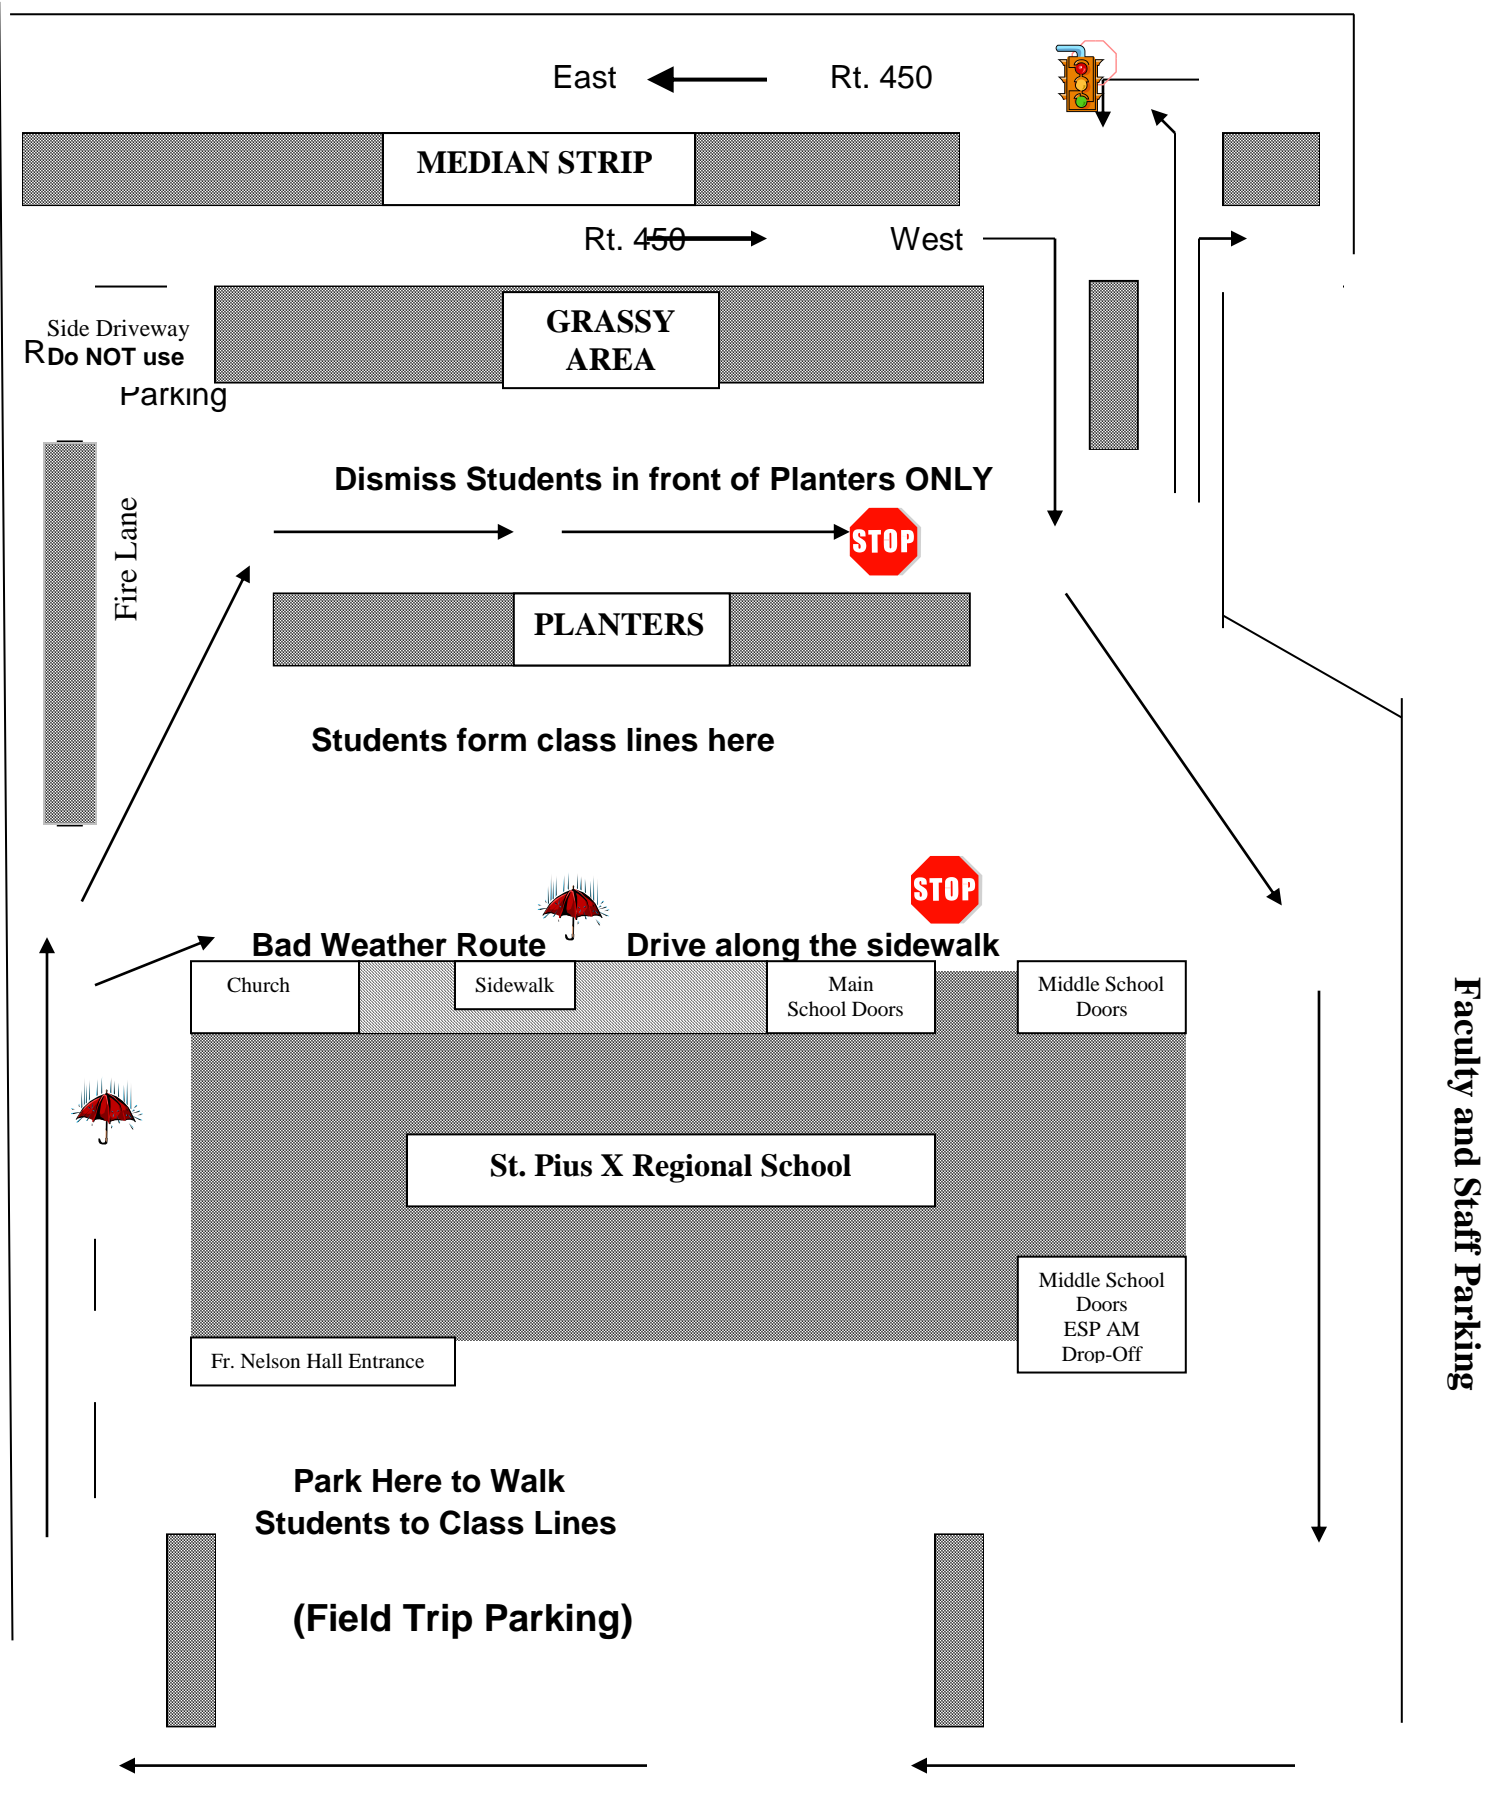 East Rt. 450
MEDIAN STRIP
Rt. 450 West
GRASSY
AREA
Side Driveway
R
Do NOT use
Parking
Dismiss Students in front of Planters ONLY
STOP
Fire Lane
PLANTERS
Students form class lines here
STOP
Bad Weather Route Drive along the sidewalk
Church
Sidewalk
Main
School Doors
Middle School
Doors
Faculty and Staff Parking
St. Pius X Regional School
Middle School
Doors
ESP AM
Drop-Off
Fr. Nelson Hall Entrance
Park Here to Walk
Students to Class Lines
(Field Trip Parking)